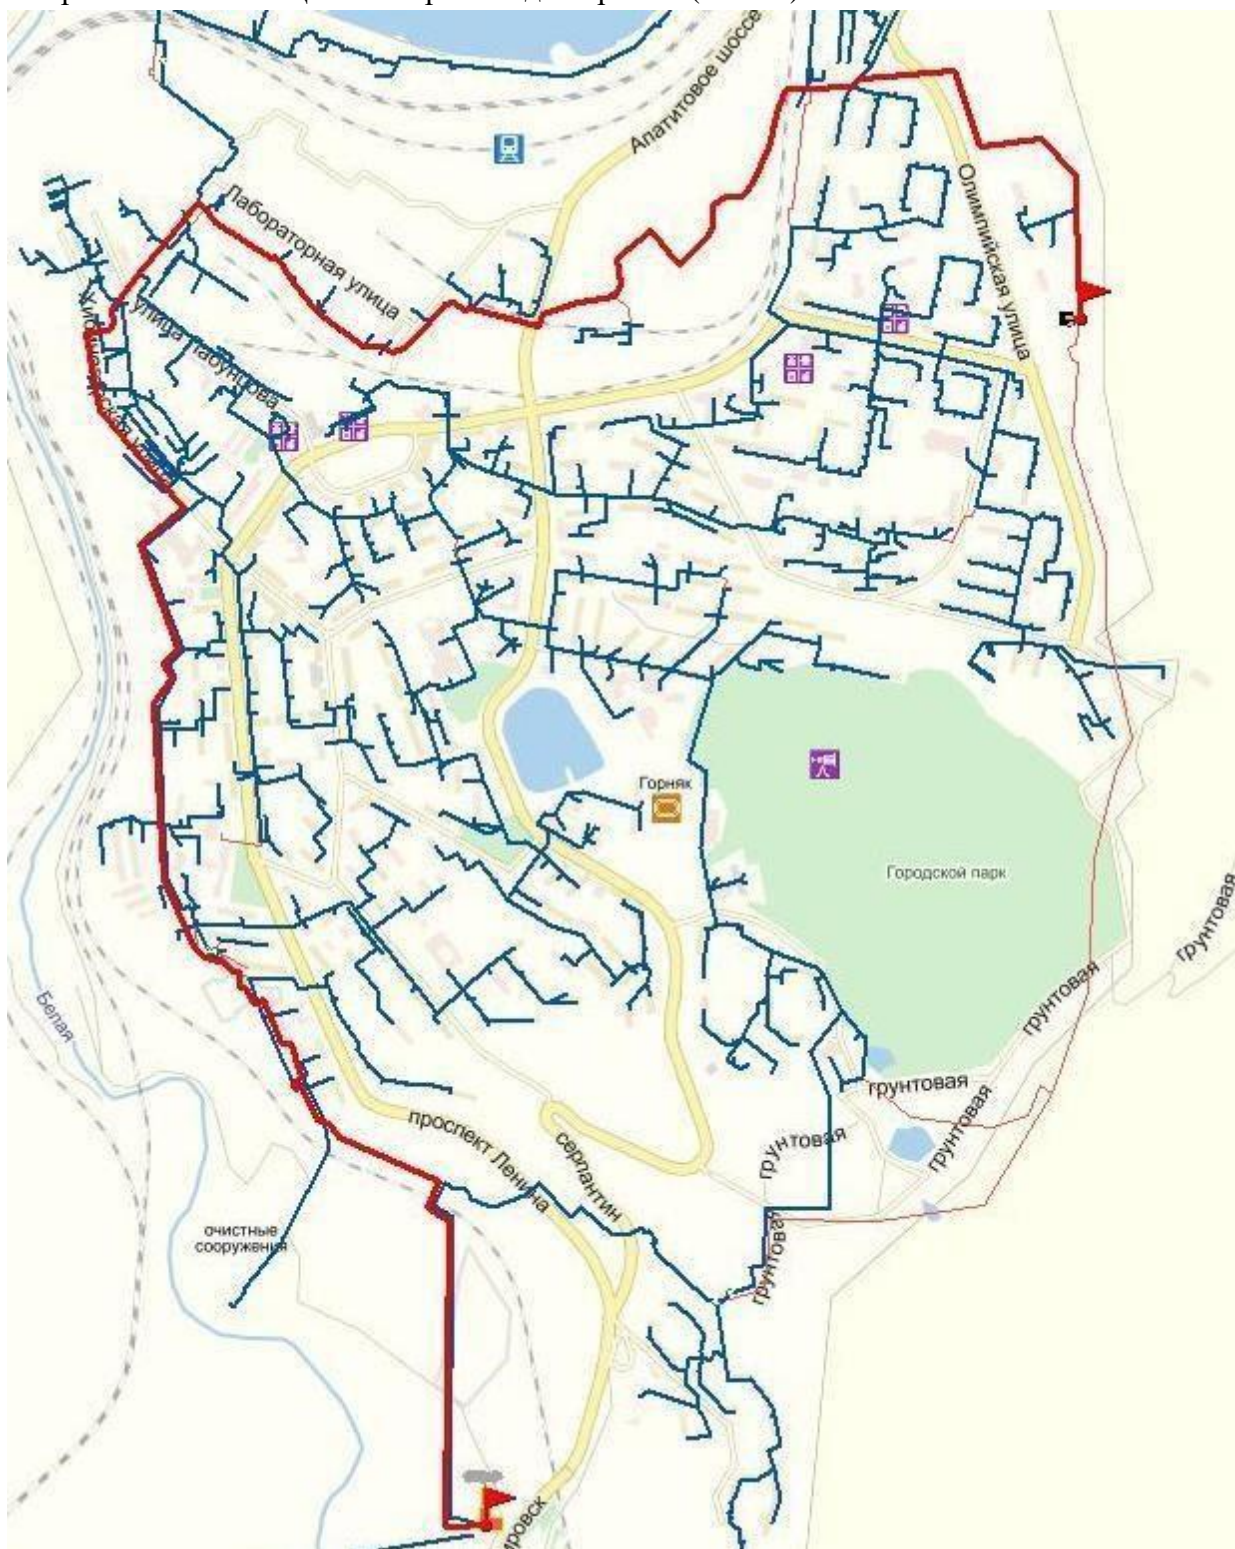 Апатитовое шоссе
Лабораторная улица
Олимпийская улица
улица Лабунцова
Горняк
Городской парк
грунтовая
грунтовая
Белая
грунтовая
грунтовая
проспект Ленина
серпантин
грунтовая
очистные
сооружения
грунтовая
ировск